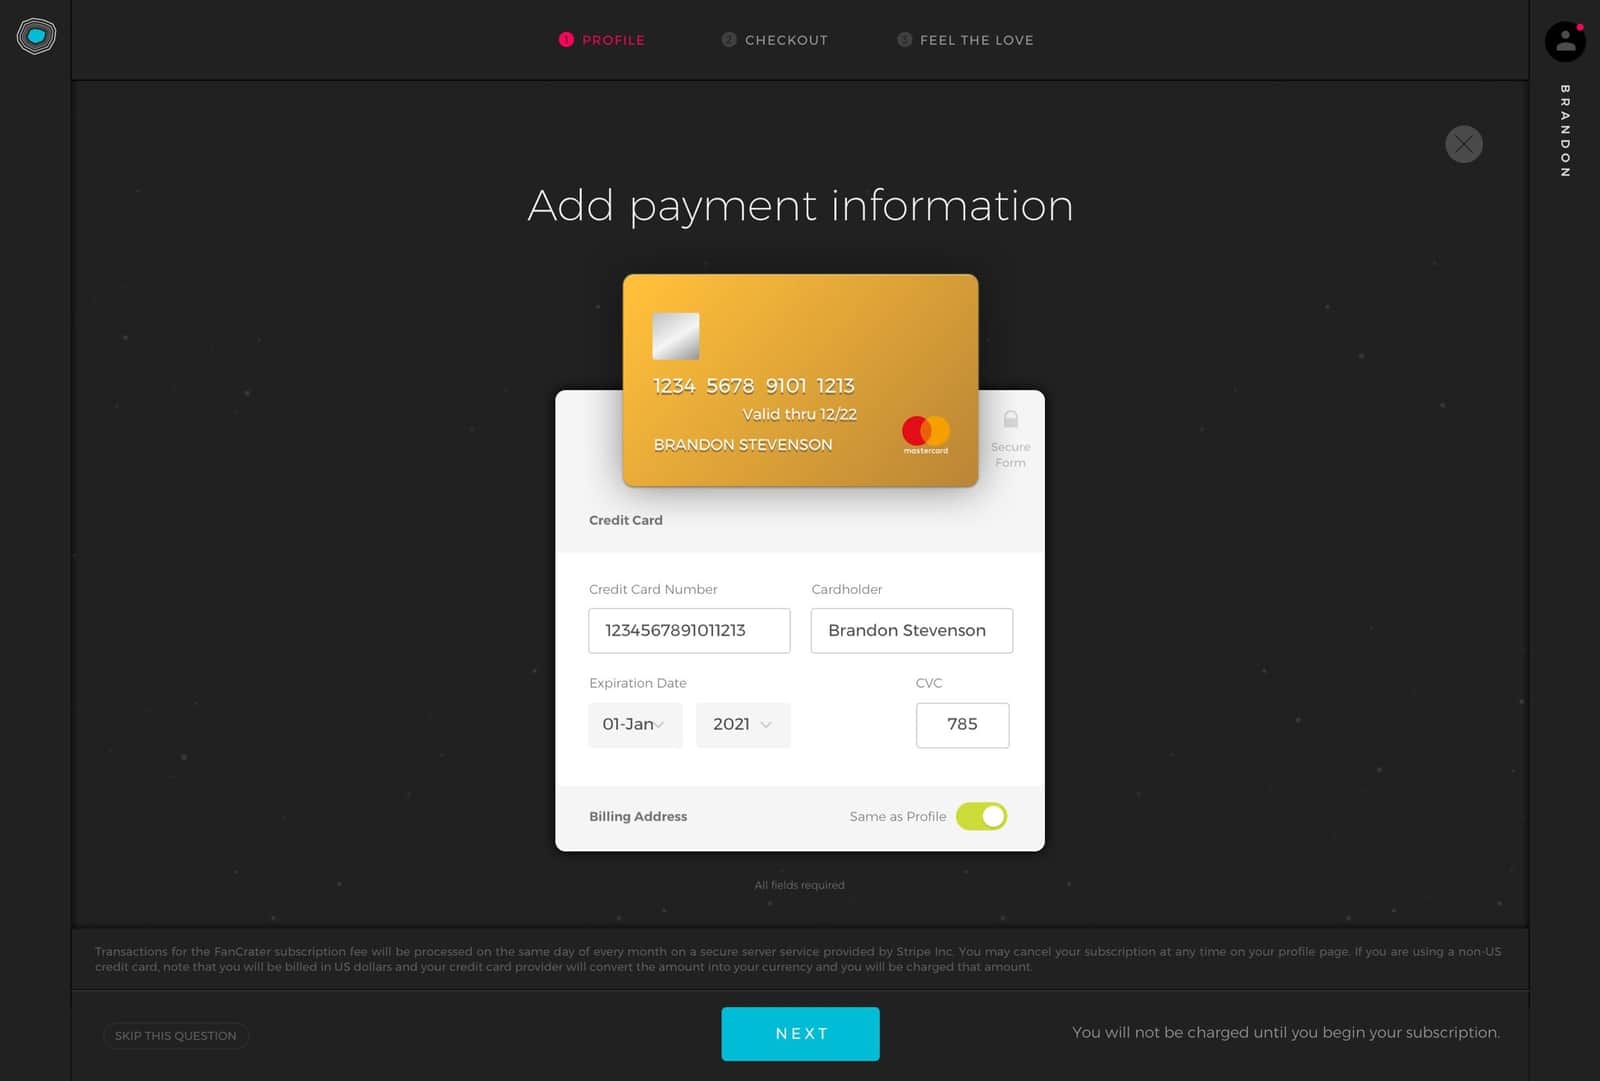 1 PROFILE
2 CHECKOUT
3 FEEL THE LOVE
BRANDON
Add payment information
1234 5678 9101 1213
Valid thru 12/22
BRANDON STEVENSON
mastercard
Secure
Form
Credit Card
Credit Card Number
Cardholder
1234567891011213
Brandon Stevenson
Expiration Date
CVC
01-Jan
2021
785
Billing Address
Same as Profile
All fields required
Transactions for the FanCrater subscription fee will be processed on the same day of every month on a secure server service provided by Stripe Inc. You may cancel your subscription at any time on your profile page. If you are using a non-US
credit card, note that you will be billed in US dollars and your credit card provider will convert the amount into your currency and you will be charged that amount.
SKIP THIS QUESTION
NEXT
You will not be charged until you begin your subscription.